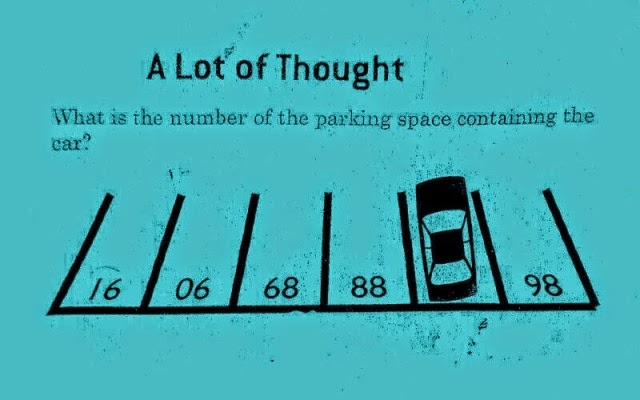 A Lot of Thought
What is the number of the parking space containing the
car?
16 06 68 88 98